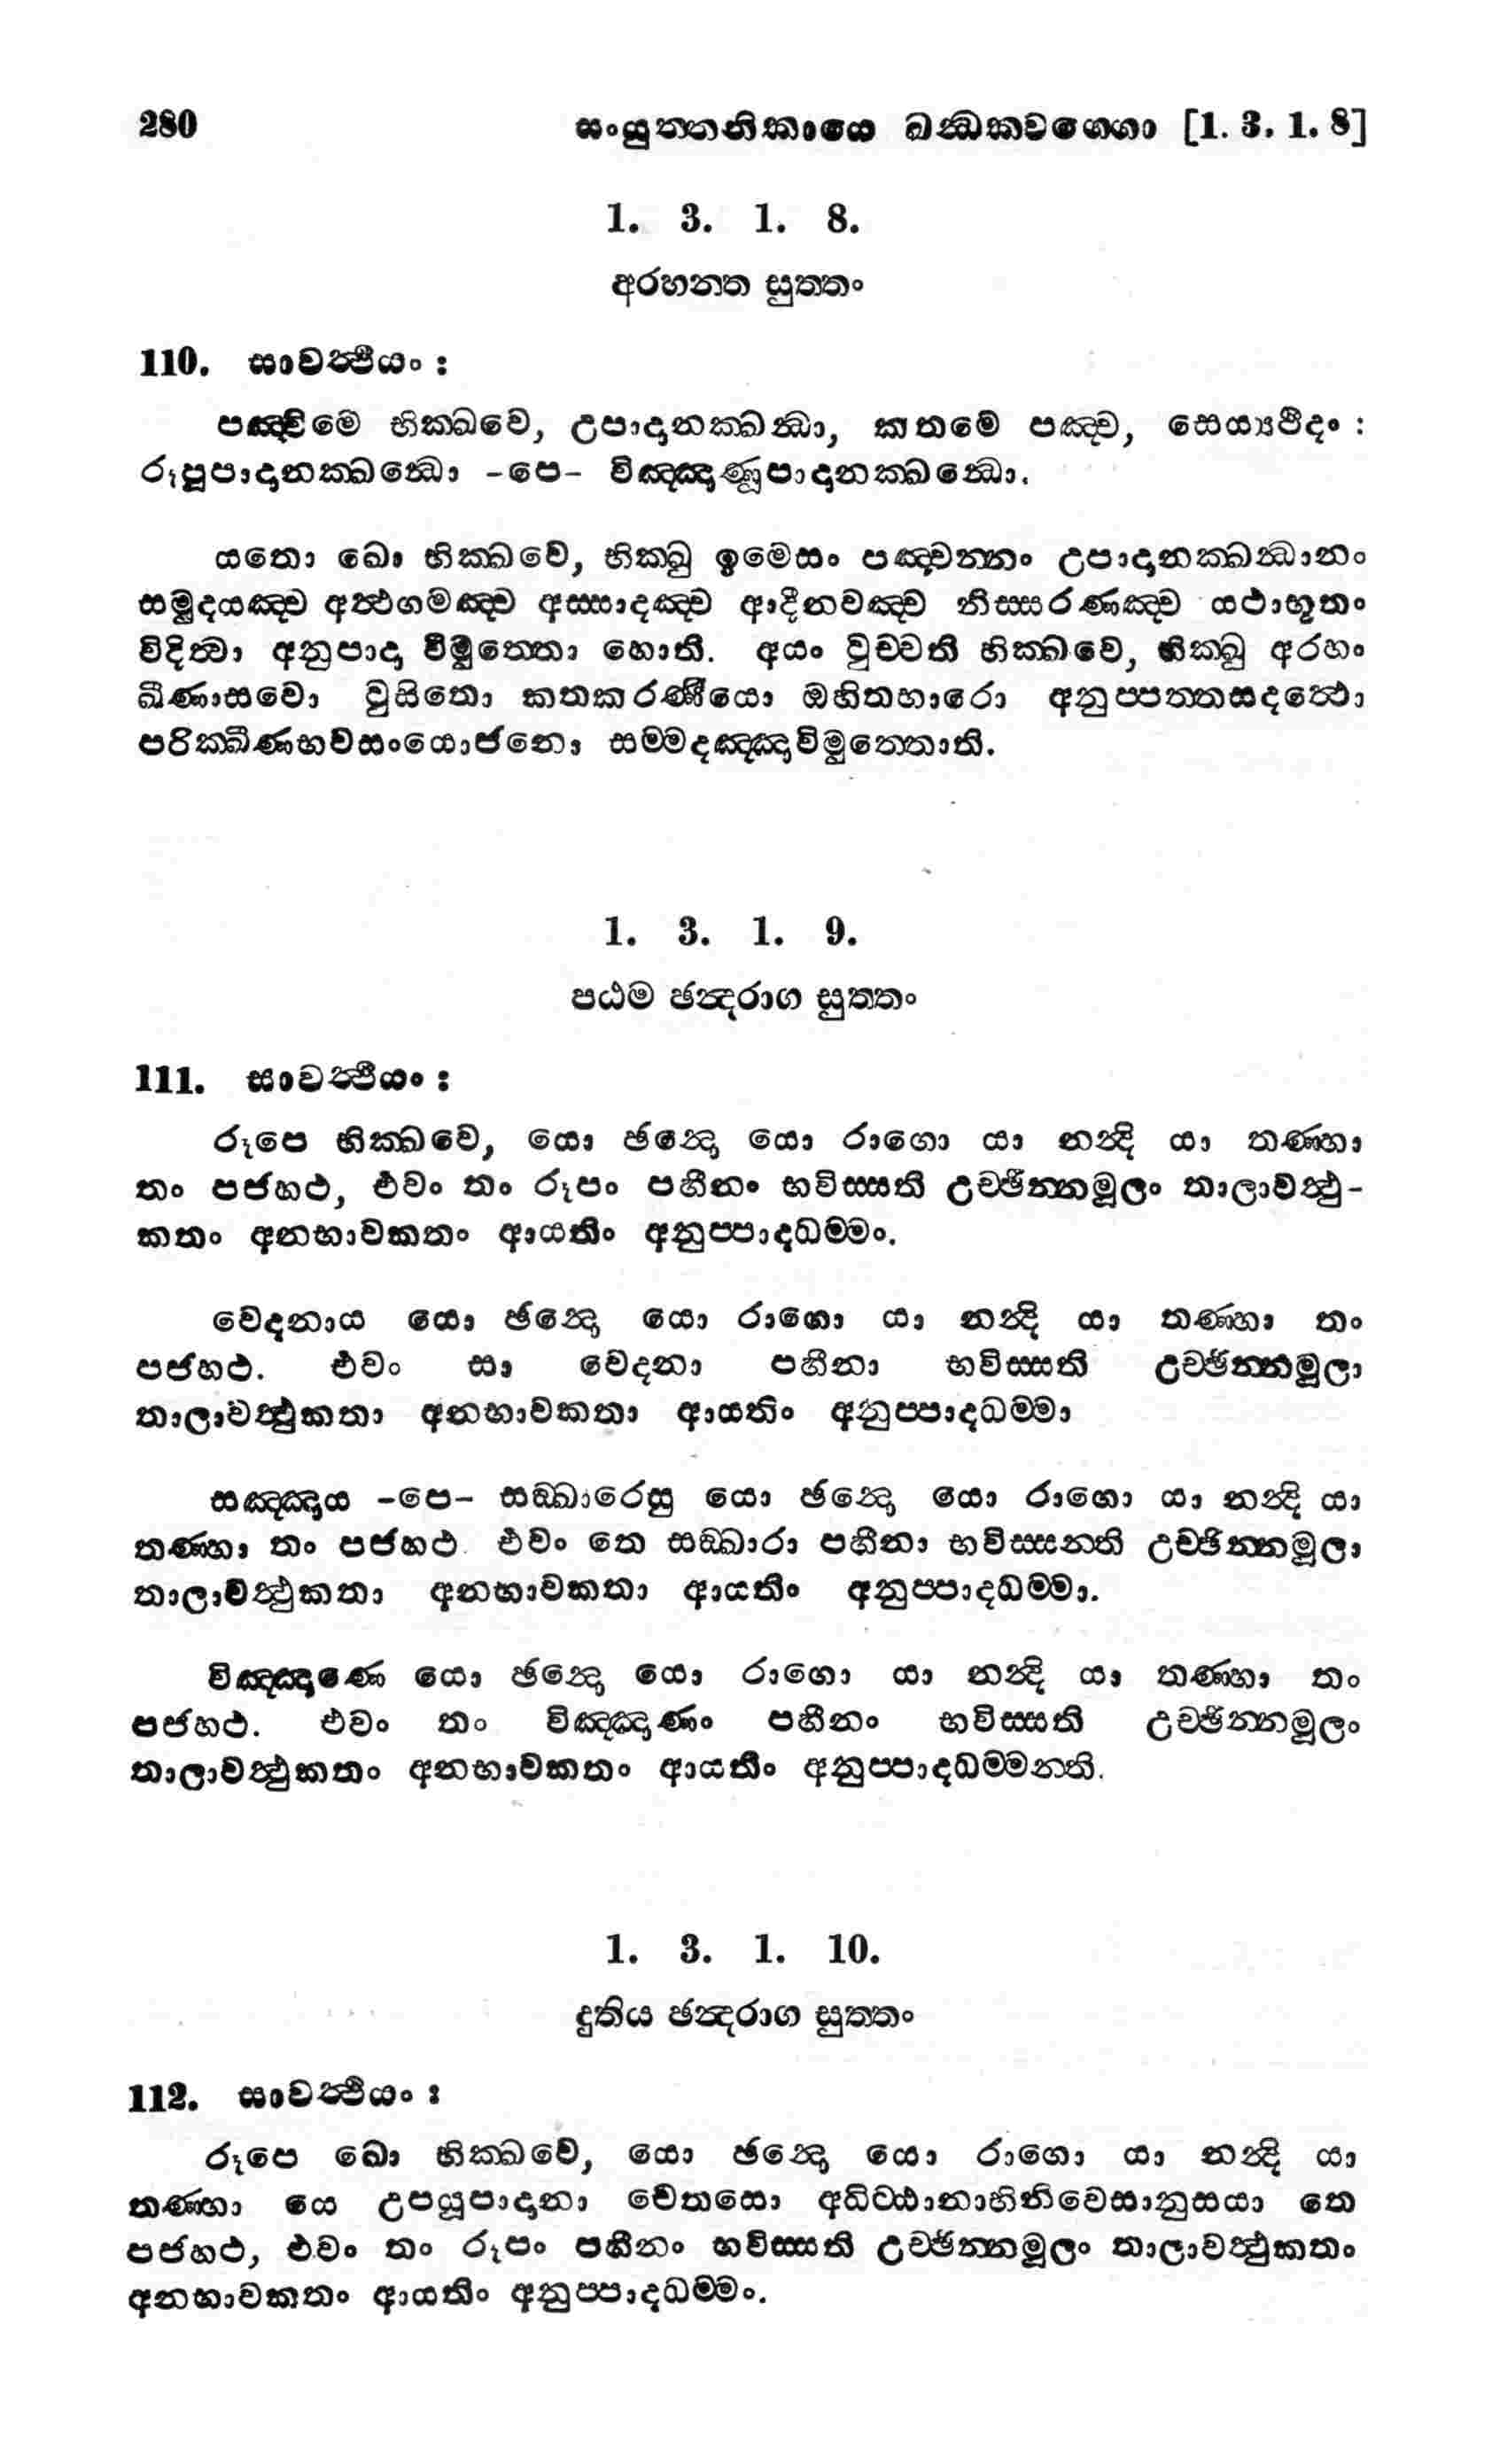 280 සංයුත්තනිකායෙ ඛන්ධකවග්ගො [1. 3. 1. 8]
1. 3. 1. 8.
අරහන්ත සුත්තං
110. සාවත්ථියං :
පඤ්චිමෙ භික්ඛවෙ, උපාදානක්ඛන්ධා, කතමෙ පඤ්ච, සෙය්‍යථිදං :
රූපූපාදානක්ඛන්ධො -පෙ- විඤ්ඤාණූපාදානක්ඛන්ධො.
යතො ඛො භික්ඛවෙ, භික්ඛු ඉමෙසං පඤ්චන්නං උපාදානක්ඛන්ධානං
සමුදයඤ්ච අත්ථගමඤ්ච අස්සාදඤ්ච ආදීනවඤ්ච නිස්සරණඤ්ච යථාභූතං
විදිත්වා අනුපාදා විමුත්තො හොති. අයං වුච්චති භික්ඛවෙ, භික්ඛු අරහං
ඛීණාසවො වුසිතො කතකරණීයො ඔහිතභාරො අනුප්පත්තසදත්ථො
පරික්ඛීණභවසංයොජනො සම්මදඤ්ඤාවිමුත්තොති.
1. 3. 1. 9.
පඨම ඡන්දරාග සුත්තං
111. සාවත්ථියං :
රූපෙ භික්ඛවෙ, යො ඡන්දො යො රාගො යා නන්දි යා තණ්හා
තං පජහථ, එවං තං රූපං පහීනං භවිස්සති උච්ඡින්නමූලං තාලාවත්ථු-
කතං අනභාවකතං ආයතිං අනුප්පාදධම්මං.
වෙදනාය යො ඡන්දො යො රාගො යා නන්දි යා තණ්හා තං
පජහථ. එවං සා වෙදනා පහීනා භවිස්සති උච්ඡින්නමූලා
තාලාවත්ථුකතා අනභාවකතා ආයතිං අනුප්පාදධම්මා
සඤ්ඤාය -පෙ- සඞ්ඛාරෙසු යො ඡන්දො යො රාගො යා නන්දි යා
තණ්හා තං පජහථ. එවං තෙ සඞ්ඛාරා පහීනා භවිස්සන්ති උච්ඡින්නමූලා
තාලාවත්ථුකතා අනභාවකතා ආයතිං අනුප්පාදධම්මා.
විඤ්ඤාණෙ යො ඡන්දො යො රාගො යා නන්දි යා තණ්හා තං
පජහථ. එවං තං විඤ්ඤාණං පහීනං භවිස්සති උච්ඡින්නමූලං
තාලාවත්ථුකතං අනභාවකතං ආයතිං අනුප්පාදධම්මන්ති.
1. 3. 1. 10.
දුතිය ඡන්දරාග සුත්තං
112. සාවත්ථියං :
රූපෙ ඛො භික්ඛවෙ, යො ඡන්දො යො රාගො යා නන්දි යා
තණ්හා යෙ උපයූපාදානා චෙතසො අධිට්ඨානාභිනිවෙසානුසයා තෙ
පජහථ, එවං තං රූපං පහීනං භවිස්සති උච්ඡින්නමූලං තාලාවත්ථුකතං
අනභාවකතං ආයතිං අනුප්පාදධම්මං.